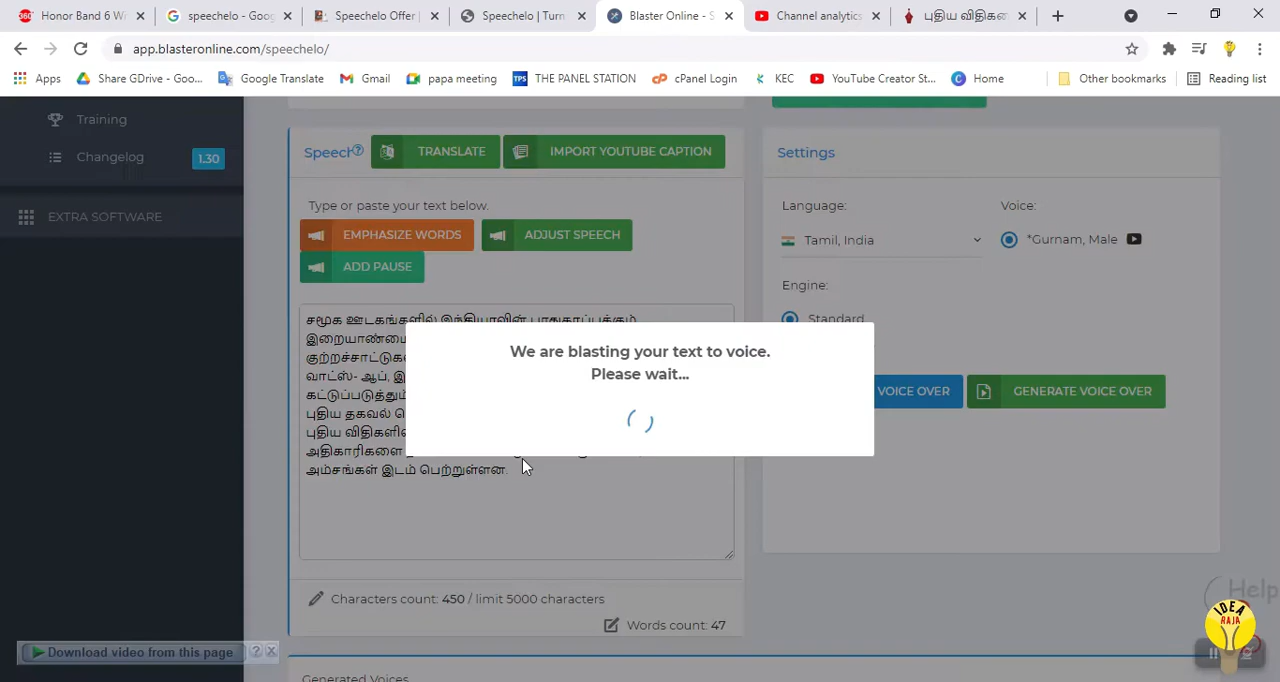 Honor Band 6 Wi
speechelo - Goog
Speechelo Offer |
Speechelo | Turn
Blaster Online - S
Channel analytics
புதிய விதிகள
app.blasteronline.com/speechelo/
Apps
Share GDrive - Goo...
Google Translate
Gmail
papa meeting
TPS THE PANEL STATION
cPanel Login
KEC
YouTube Creator St...
Home
Other bookmarks
Reading list
Training
Changelog
1.30
EXTRA SOFTWARE
Speech
TRANSLATE
IMPORT YOUTUBE CAPTION
Type or paste your text below.
EMPHASIZE WORDS
ADJUST SPEECH
ADD PAUSE
சமூக ஊடகங்களில் இந்தியாவின் பாதுகாப்புக்கும்
வாட்ஸ்- ஆப்,
கட்டுப்படுத்தும்
புதிய தகவல்
புதிய விதிகளின்
அதிகாரிகளை
அம்சங்கள் இடம் பெற்றுள்ளன.
We are blasting your text to voice.
Please wait...
Characters count: 450 / limit 5000 characters
Words count: 47
Settings
Language:
Tamil, India
Voice:
*Gurnam, Male
Engine:
Standard
VOICE OVER
GENERATE VOICE OVER
Generated Voices
Download video from this page
Help
IDEA
RAJA